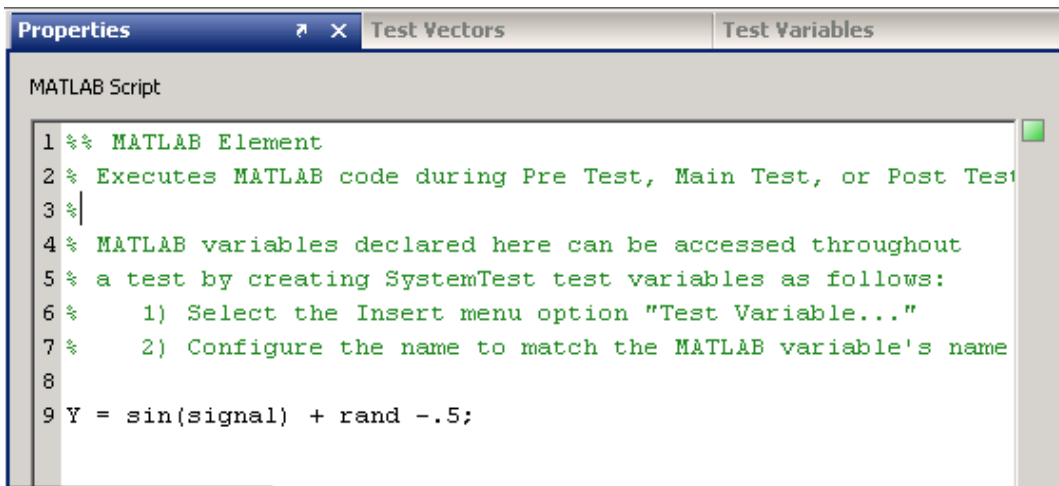 Properties Test Vectors Test Variables
MATLAB Script
1 %% MATLAB Element
2 % Executes MATLAB code during Pre Test, Main Test, or Post Test
3 %
4 % MATLAB variables declared here can be accessed throughout
5 % a test by creating SystemTest test variables as follows:
6 %    1) Select the Insert menu option "Test Variable..."
7 %    2) Configure the name to match the MATLAB variable's name
8
9 Y = sin(signal) + rand -.5;